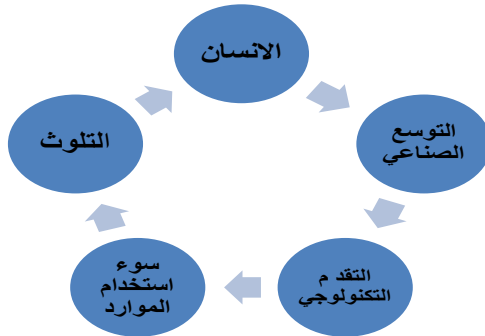 الانسان
التوسع
الصناعي
التقد م
التكنولوجي
سوء
استخدام
الموارد
التلوث